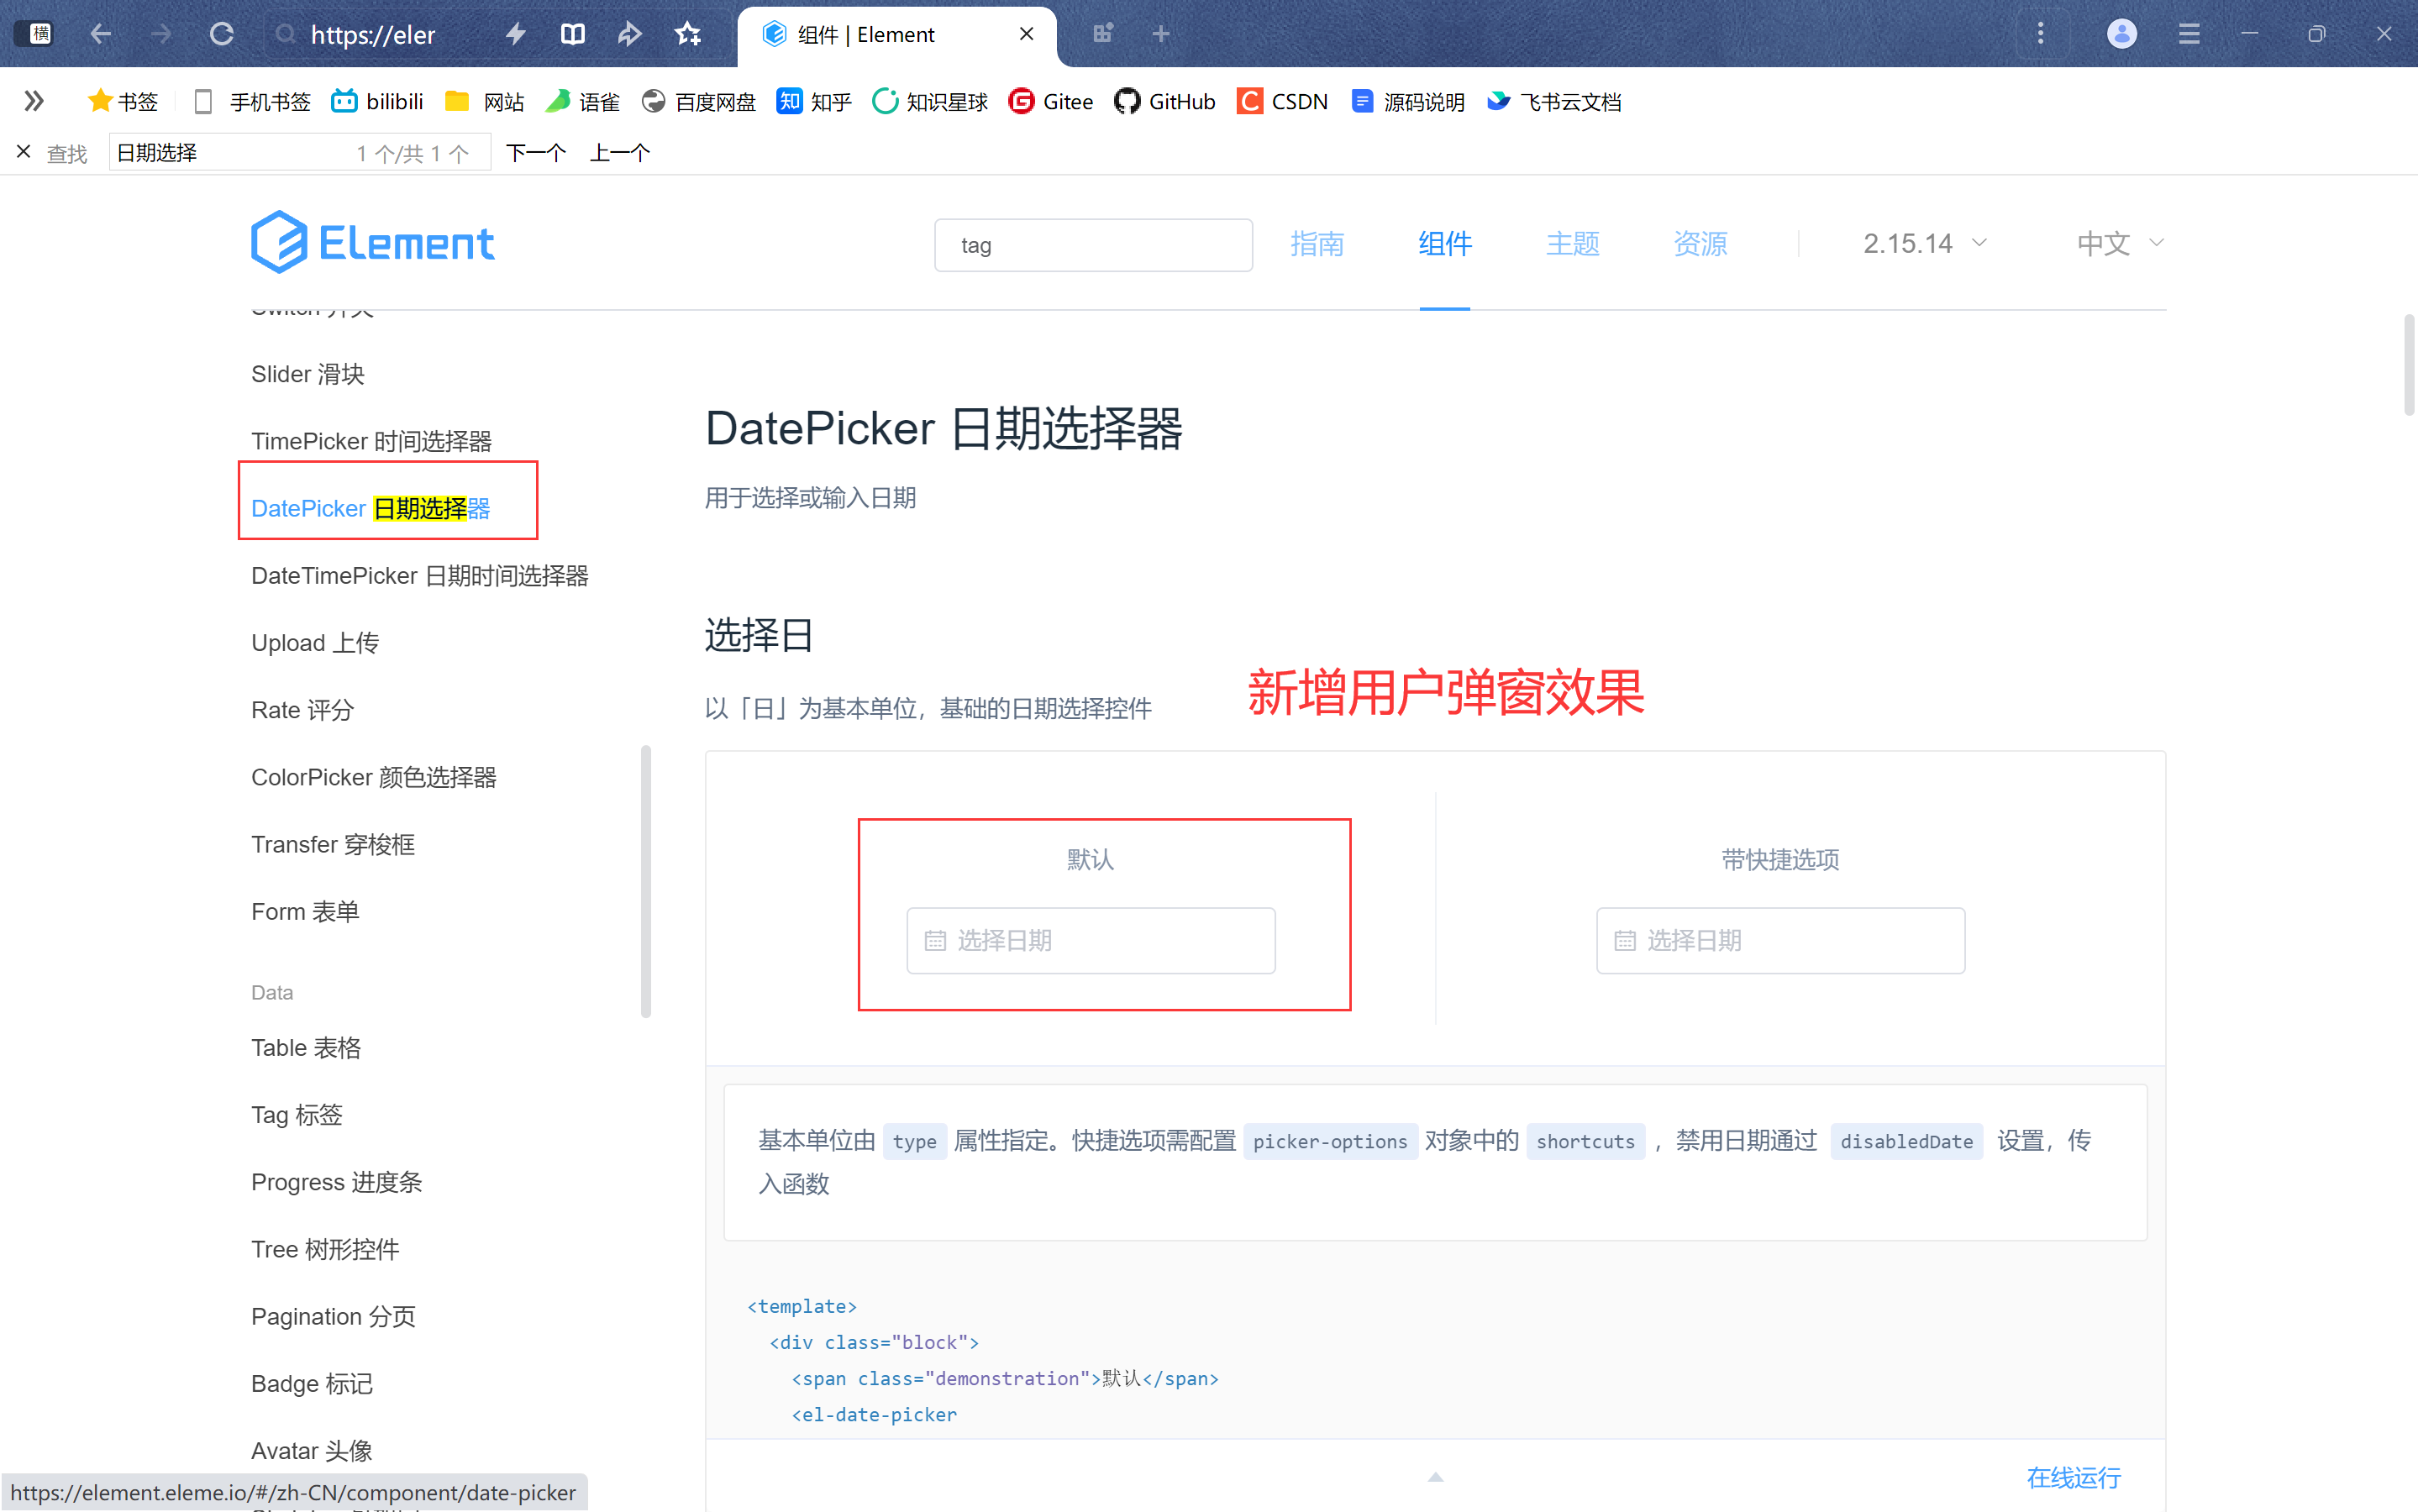 横
https://eler
组件 | Element
书签
手机书签
bilibili
网站
语雀
百度网盘
知 知乎
知识星球
Gitee
GitHub
CSDN
源码说明
飞书云文档
查找
日期选择
1 个/共 1 个
下一个
上一个
Element
tag
指南
组件
主题
资源
2.15.14
中文
Switch 开关
Slider 滑块
TimePicker 时间选择器
DatePicker 日期选择器
DateTimePicker 日期时间选择器
Upload 上传
Rate 评分
ColorPicker 颜色选择器
Transfer 穿梭框
Form 表单
Data
Table 表格
Tag 标签
Progress 进度条
Tree 树形控件
Pagination 分页
Badge 标记
Avatar 头像
https://element.eleme.io/#/zh-CN/component/date-picker
DatePicker 日期选择器
用于选择或输入日期
选择日
以「日」为基本单位，基础的日期选择控件
新增用户弹窗效果
默认
选择日期
带快捷选项
选择日期
基本单位由 type 属性指定。快捷选项需配置 picker-options 对象中的 shortcuts ，禁用日期通过 disabledDate 设置，传
入函数
<template>
<div class="block">
<span class="demonstration">默认</span>
<el-date-picker
在线运行